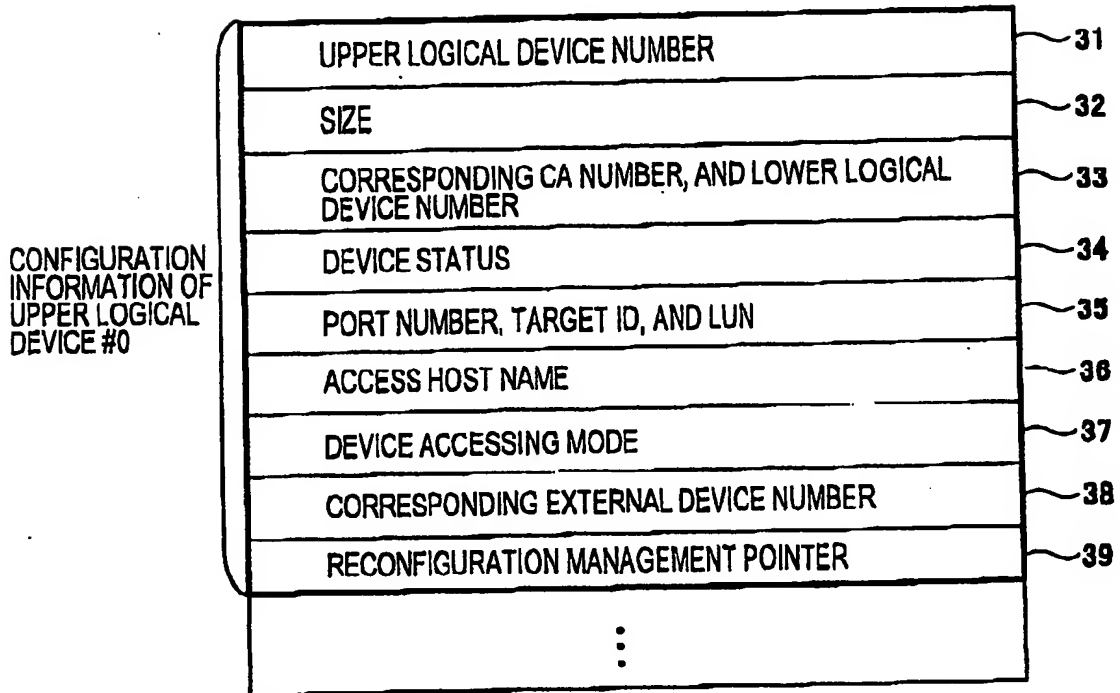 UPPER LOGICAL DEVICE NUMBER 31
SIZE 32
CORRESPONDING CA NUMBER, AND LOWER LOGICAL 33
DEVICE NUMBER
DEVICE STATUS 34
PORT NUMBER, TARGET ID, AND LUN 35
ACCESS HOST NAME 36
DEVICE ACCESSING MODE 37
CORRESPONDING EXTERNAL DEVICE NUMBER 38
RECONFIGURATION MANAGEMENT POINTER 39
CONFIGURATION
INFORMATION OF
UPPER LOGICAL
DEVICE #0